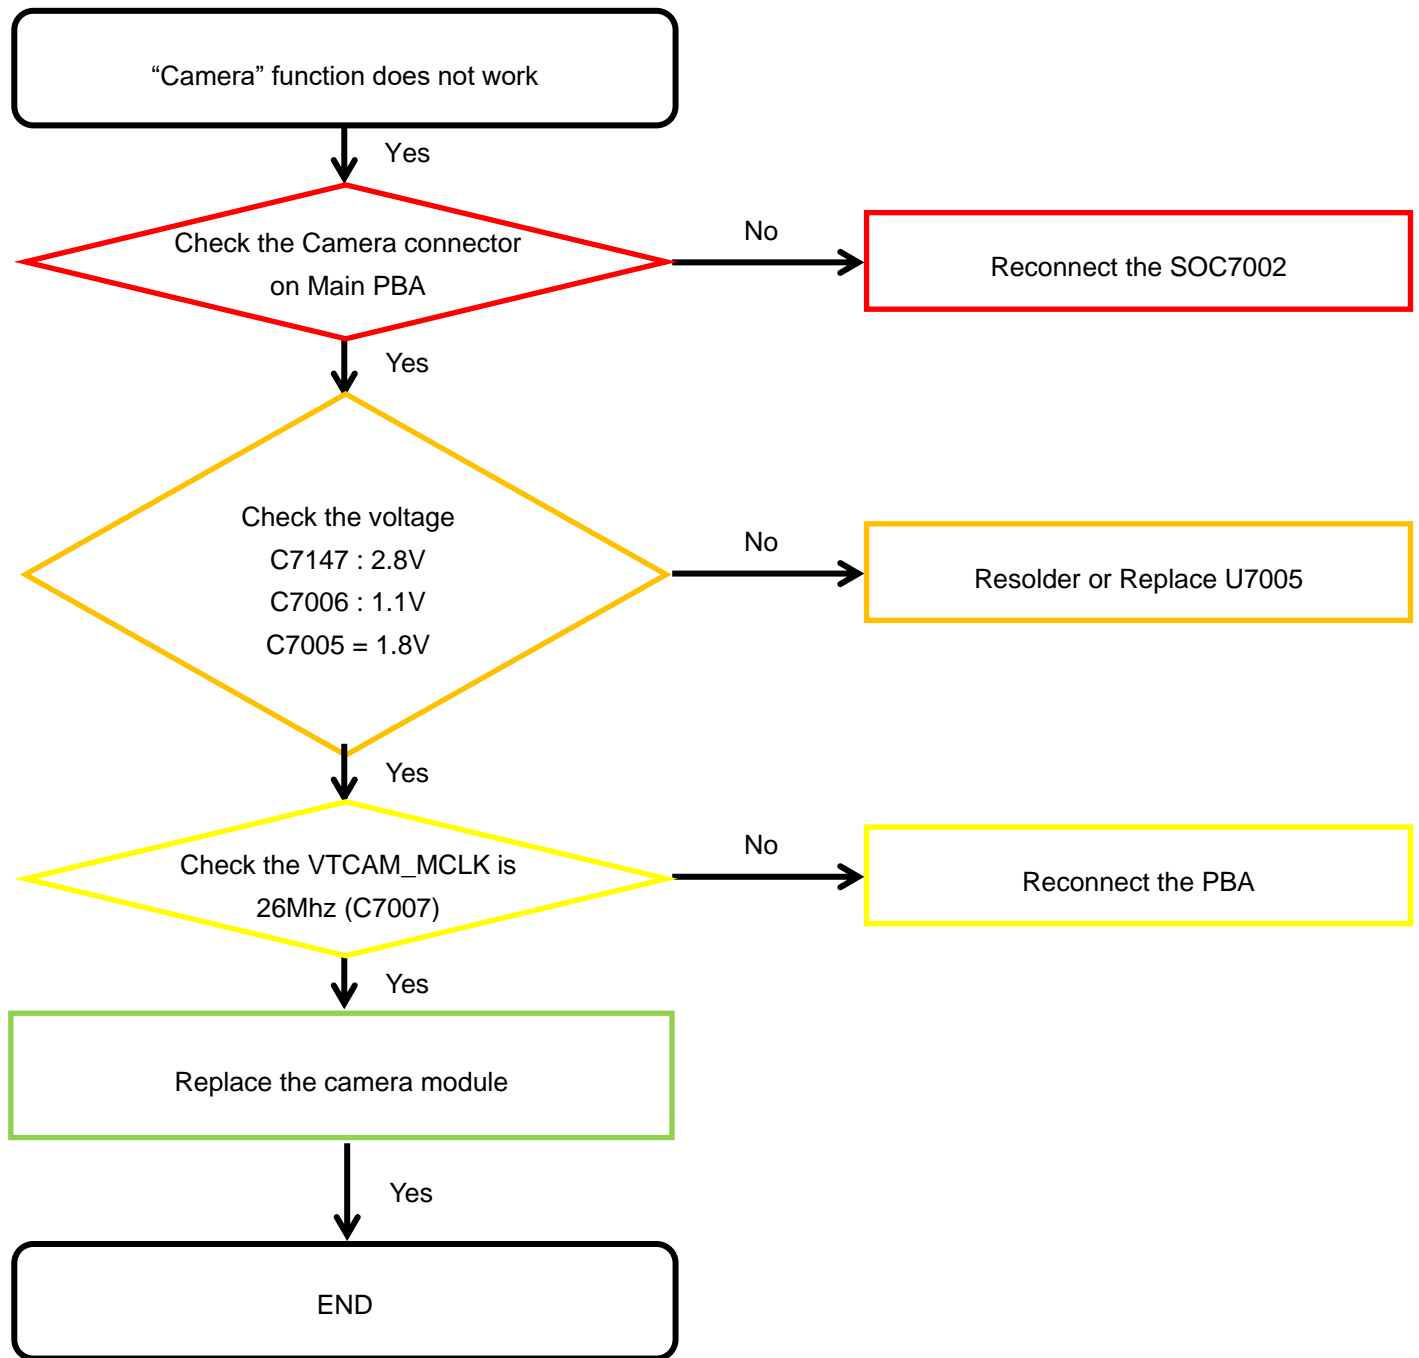 “Camera” function does not work
Yes
Check the Camera connector
on Main PBA
No
Reconnect the SOC7002
Yes
Check the voltage
C7147 : 2.8V
C7006 : 1.1V
C7005 = 1.8V
No
Resolder or Replace U7005
Yes
Check the VTCAM_MCLK is
26Mhz (C7007)
No
Reconnect the PBA
Yes
Replace the camera module
Yes
END